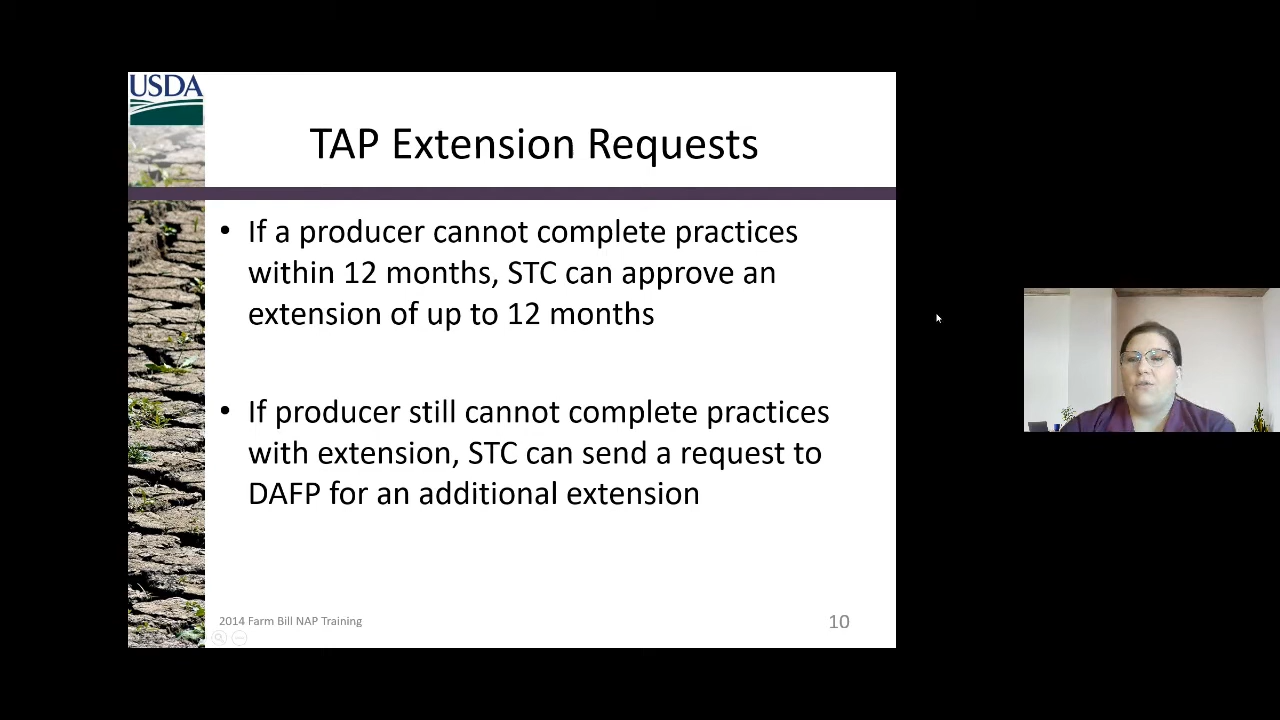 USDA
TAP Extension Requests
• If a producer cannot complete practices
within 12 months, STC can approve an
extension of up to 12 months
• If producer still cannot complete practices
with extension, STC can send a request to
DAFP for an additional extension
2014 Farm Bill NAP Training
10